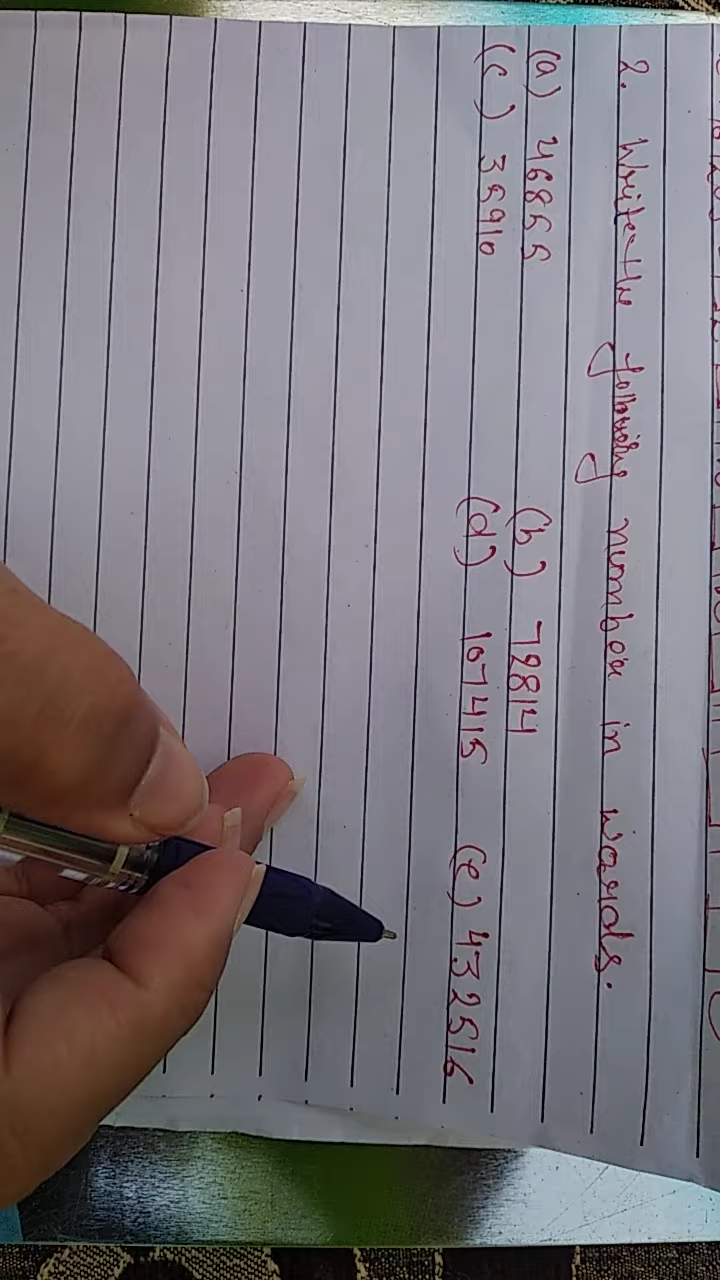 2. Write the following number in words.
(a) 46855 (b) 72814
(c) 35910 (d) 107415 (e) 432516